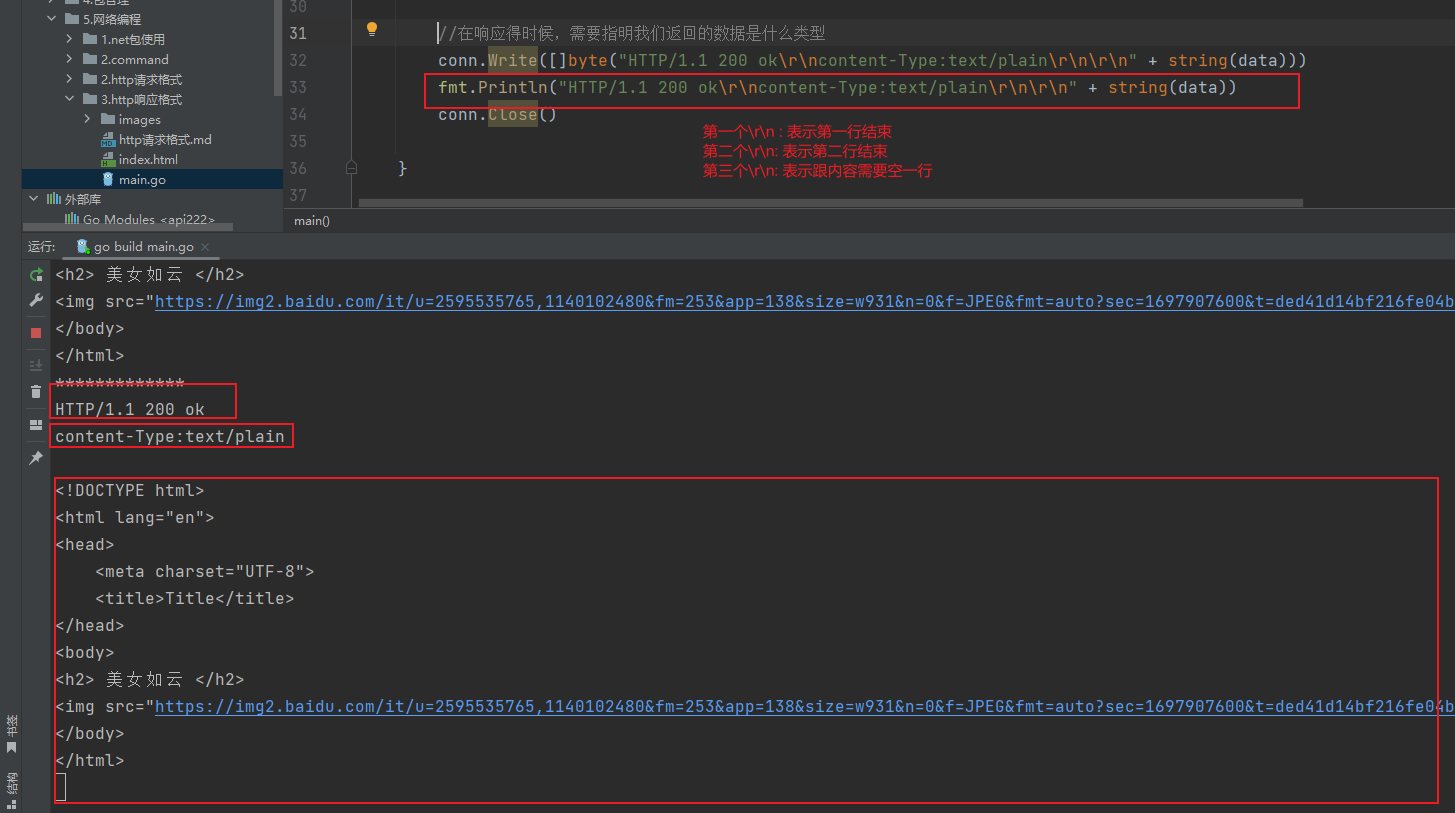 4.包管理
5.网络编程
1.net包使用
2.command
2.http请求格式
3.http响应格式
images
http请求格式.md
index.html
main.go
外部库
Go Modules <api222>
30
31 //在响应得时候，需要指明我们返回的数据是什么类型
32 conn.Write([]byte("HTTP/1.1 200 ok\r\ncontent-Type:text/plain\r\n\r\n" + string(data)))
33 fmt.Println("HTTP/1.1 200 ok\r\ncontent-Type:text/plain\r\n\r\n" + string(data))
34 conn.Close()
35
36 }
37
第一个\r\n : 表示第一行结束
第二个\r\n: 表示第二行结束
第三个\r\n: 表示跟内容需要空一行
main()
运行: go build main.go
<h2> 美女如云 </h2>
<img src="https://img2.baidu.com/it/u=2595535765,1140102480&fm=253&app=138&size=w931&n=0&f=JPEG&fmt=auto?sec=1697907600&t=ded41d14bf216fe04b
</body>
</html>
*************
HTTP/1.1 200 ok
content-Type:text/plain
<!DOCTYPE html>
<html lang="en">
<head>
<meta charset="UTF-8">
<title>Title</title>
</head>
<body>
<h2> 美女如云 </h2>
<img src="https://img2.baidu.com/it/u=2595535765,1140102480&fm=253&app=138&size=w931&n=0&f=JPEG&fmt=auto?sec=1697907600&t=ded41d14bf216fe04b
</body>
</html>
书签
结构